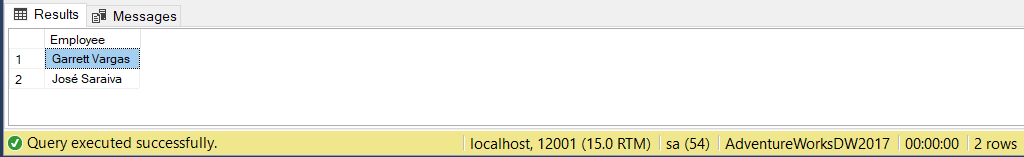 Results Messages
Employee
1 Garrett Vargas
2 José Saraiva
Query executed successfully. localhost, 12001 (15.0 RTM) sa (54) AdventureWorksDW2017 00:00:00 2 rows